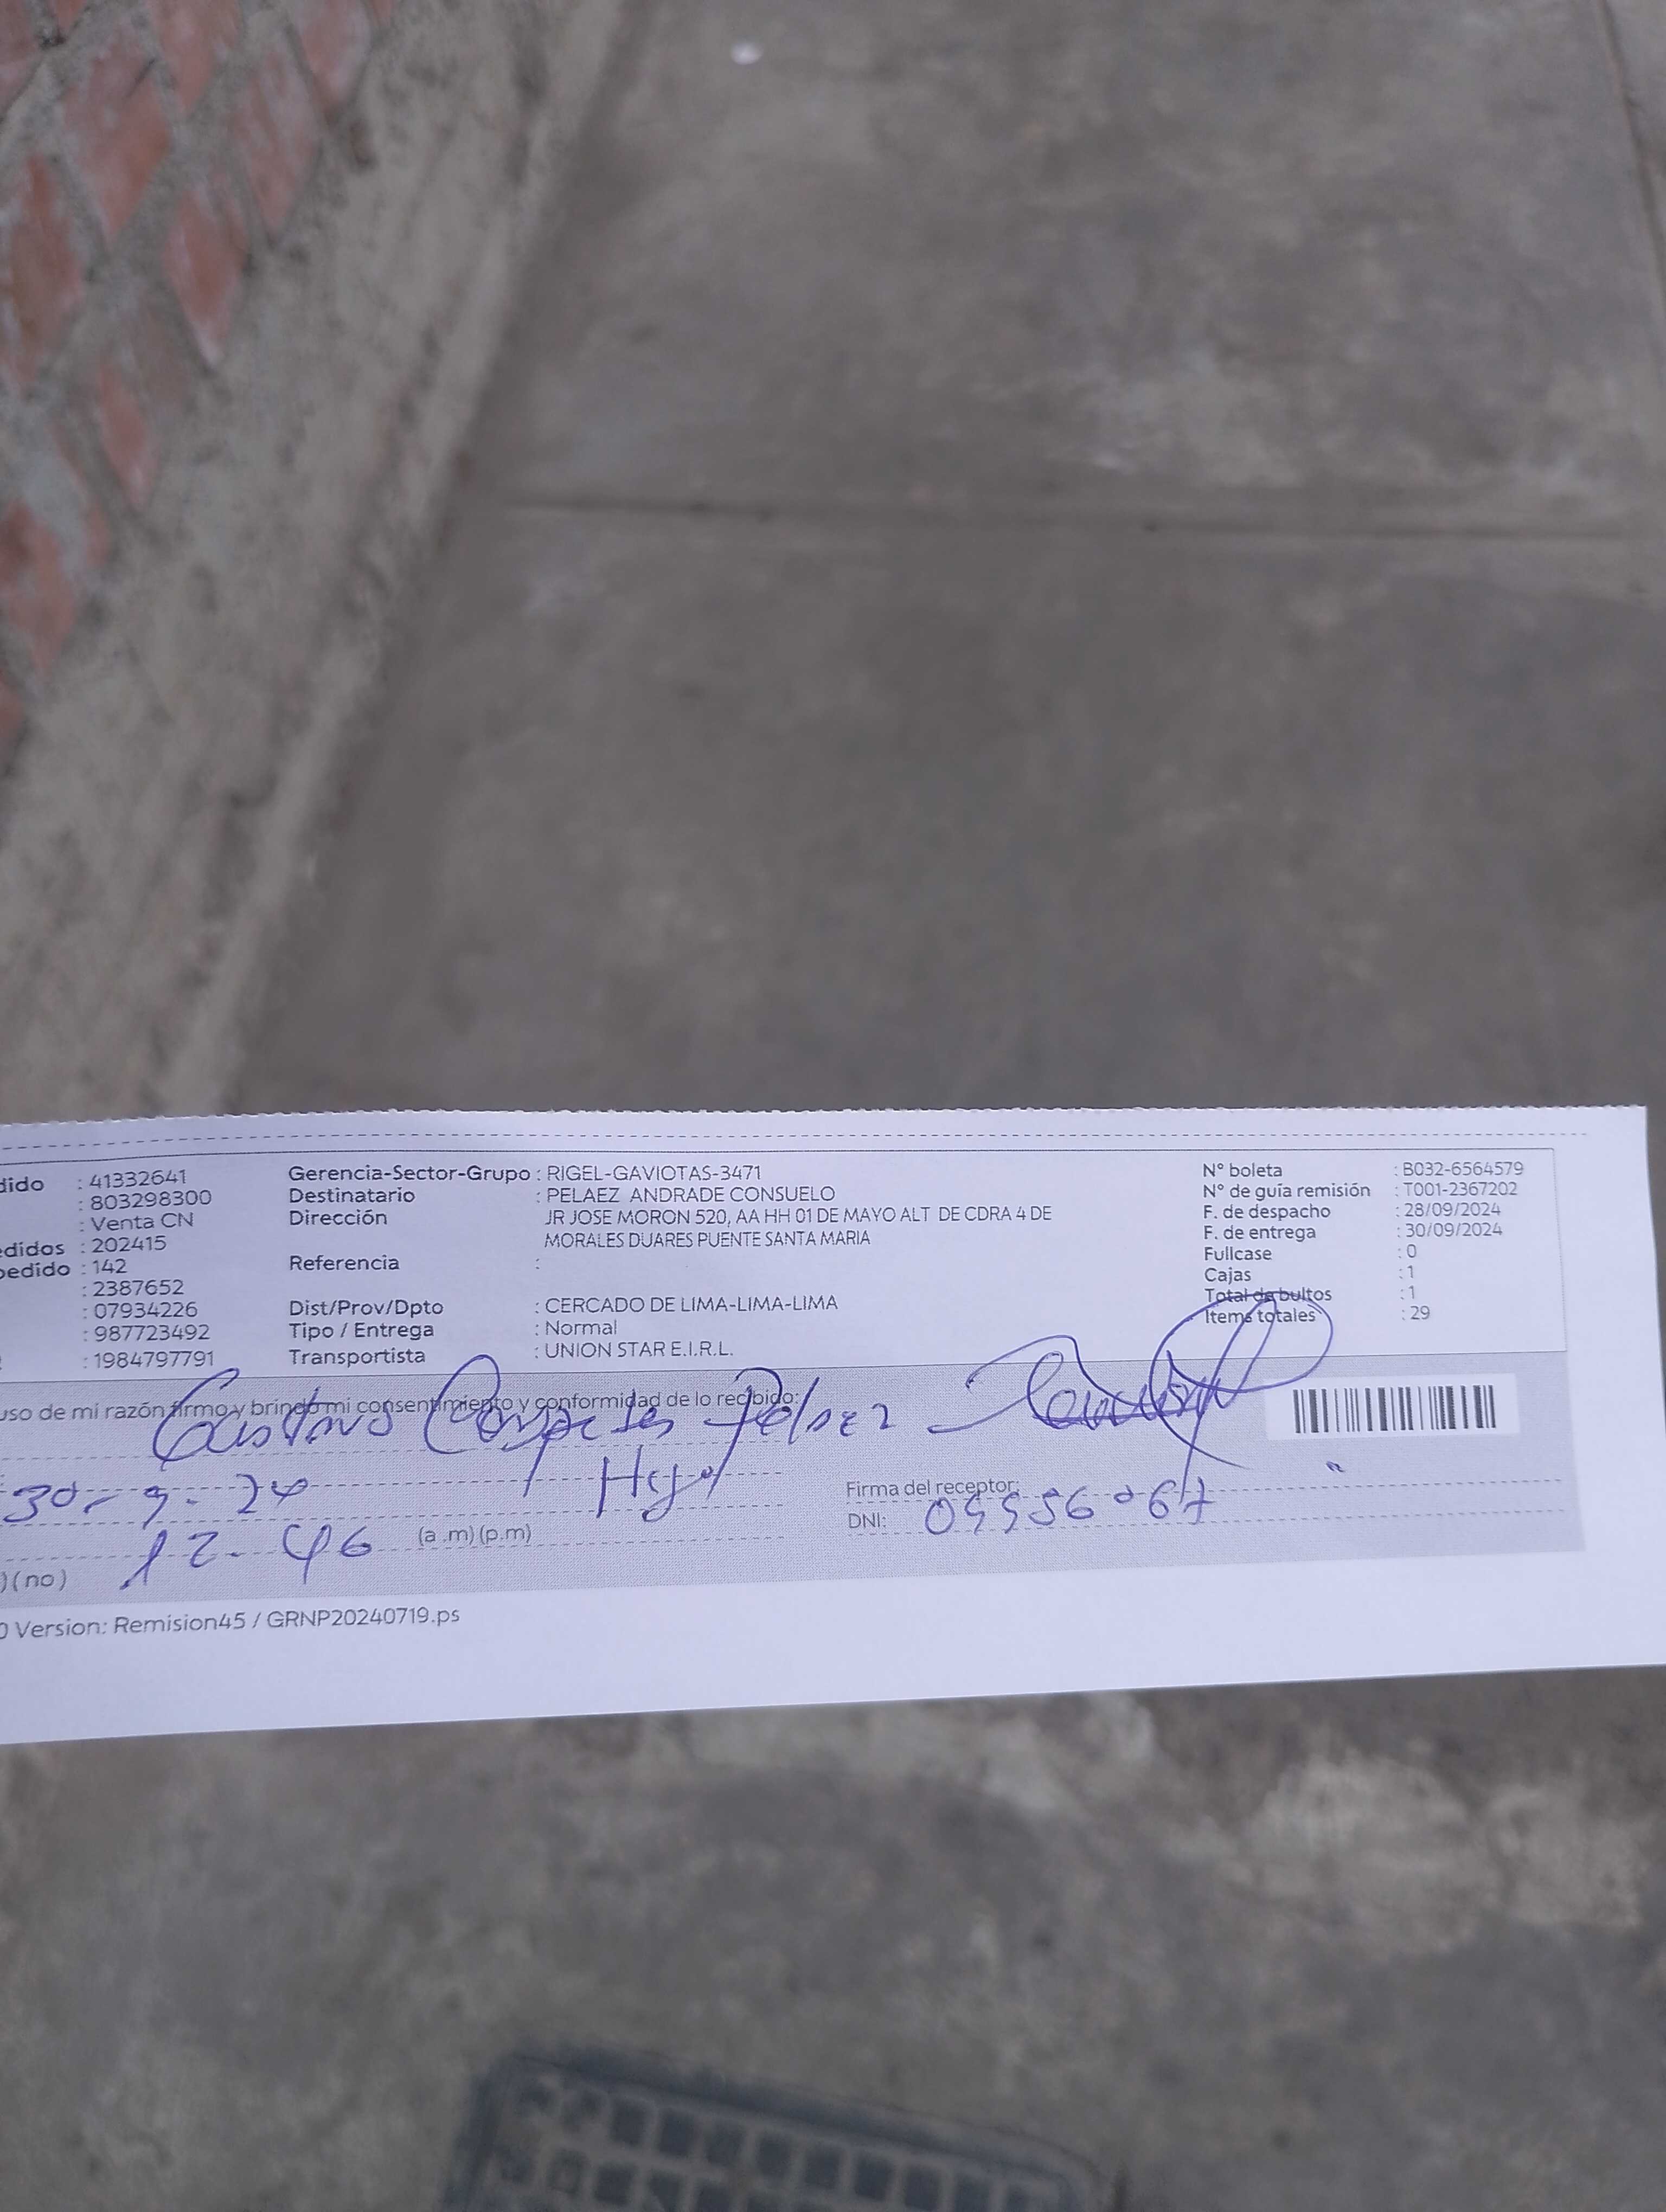 dido : 41332641 Gerencia-Sector-Grupo : RIGEL-GAVIOTAS-3471 N° boleta : B032-6564579
: 803298300 Destinatario : PELAEZ ANDRADE CONSUELO N° de guía remisión : T001-2367202
: Venta CN Dirección JR JOSE MORON 520, AA HH 01 DE MAYO ALT DE CDRA 4 DE F. de despacho : 28/09/2024
edidos : 202415 MORALES DUARES PUENTE SANTA MARIA F. de entrega : 30/09/2024
pedido : 142 Referencia : Fullcase : 0
: 2387652 Cajas : 1
: 07934226 Dist/Prov/Dpto : CERCADO DE LIMA-LIMA-LIMA Total de bultos : 1
: 987723492 Tipo / Entrega : Normal Items totales : 29
: 1984797791 Transportista : UNION STAR E.I.R.L.
uso de mi razón firmo y brindo mi consentimiento y conformidad de lo recibido:
Gustavo Pelaez
30-9-24 Hijo Firma del receptor:
12-46 (a .m) (p.m) DNI:
) (no)
0 Version: Remision45 / GRNP20240719.ps